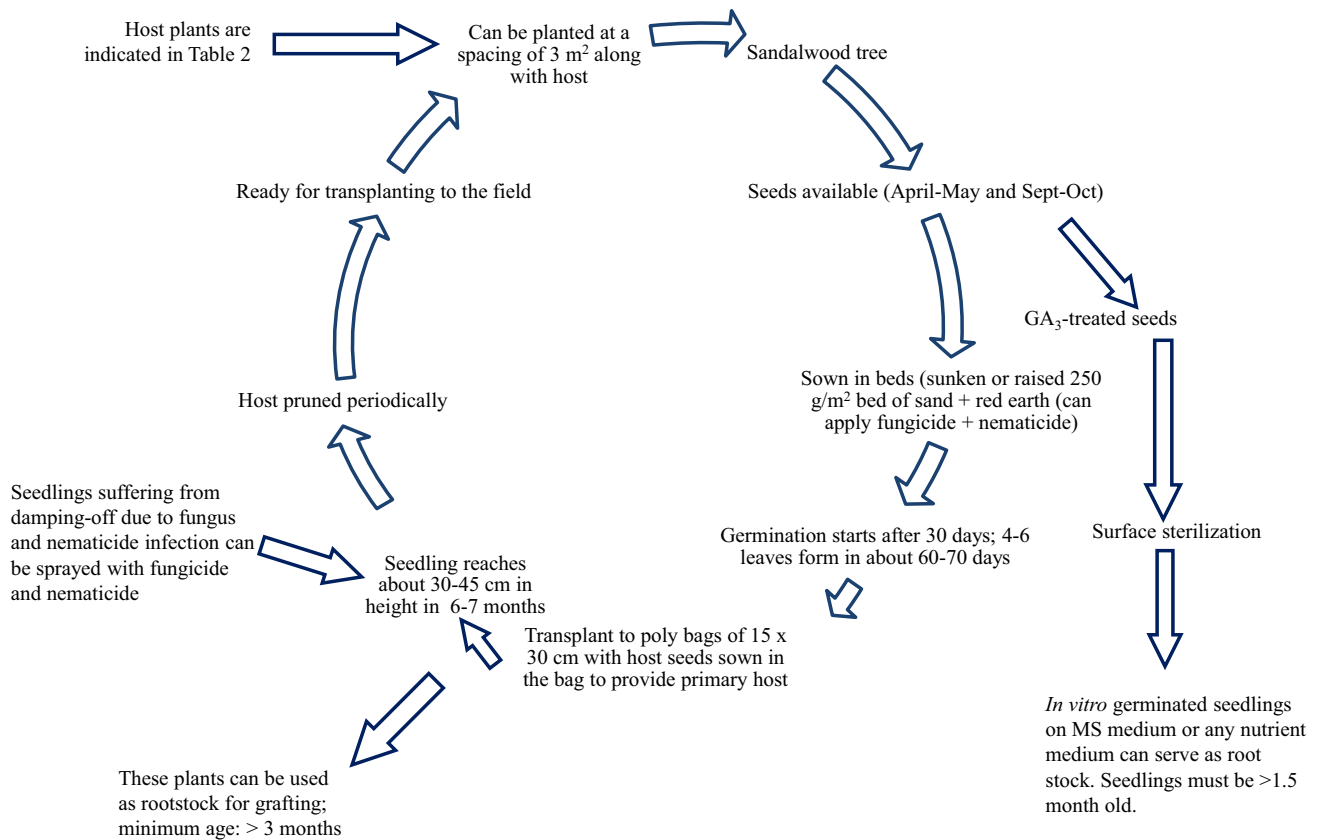 Host plants are
indicated in Table 2
Can be planted at a
spacing of 3 m² along
with host
Sandalwood tree
Ready for transplanting to the field
Seeds available (April-May and Sept-Oct)
GA₃-treated seeds
Host pruned periodically
Sown in beds (sunken or raised 250
g/m² bed of sand + red earth (can
apply fungicide + nematicide)
Seedlings suffering from
damping-off due to fungus
and nematicide infection can
be sprayed with fungicide
and nematicide
Seedling reaches
about 30-45 cm in
height in 6-7 months
Germination starts after 30 days; 4-6
leaves form in about 60-70 days
Surface sterilization
Transplant to poly bags of 15 x
30 cm with host seeds sown in
the bag to provide primary host
In vitro germinated seedlings
on MS medium or any nutrient
medium can serve as root
stock. Seedlings must be >1.5
month old.
These plants can be used
as rootstock for grafting;
minimum age: > 3 months